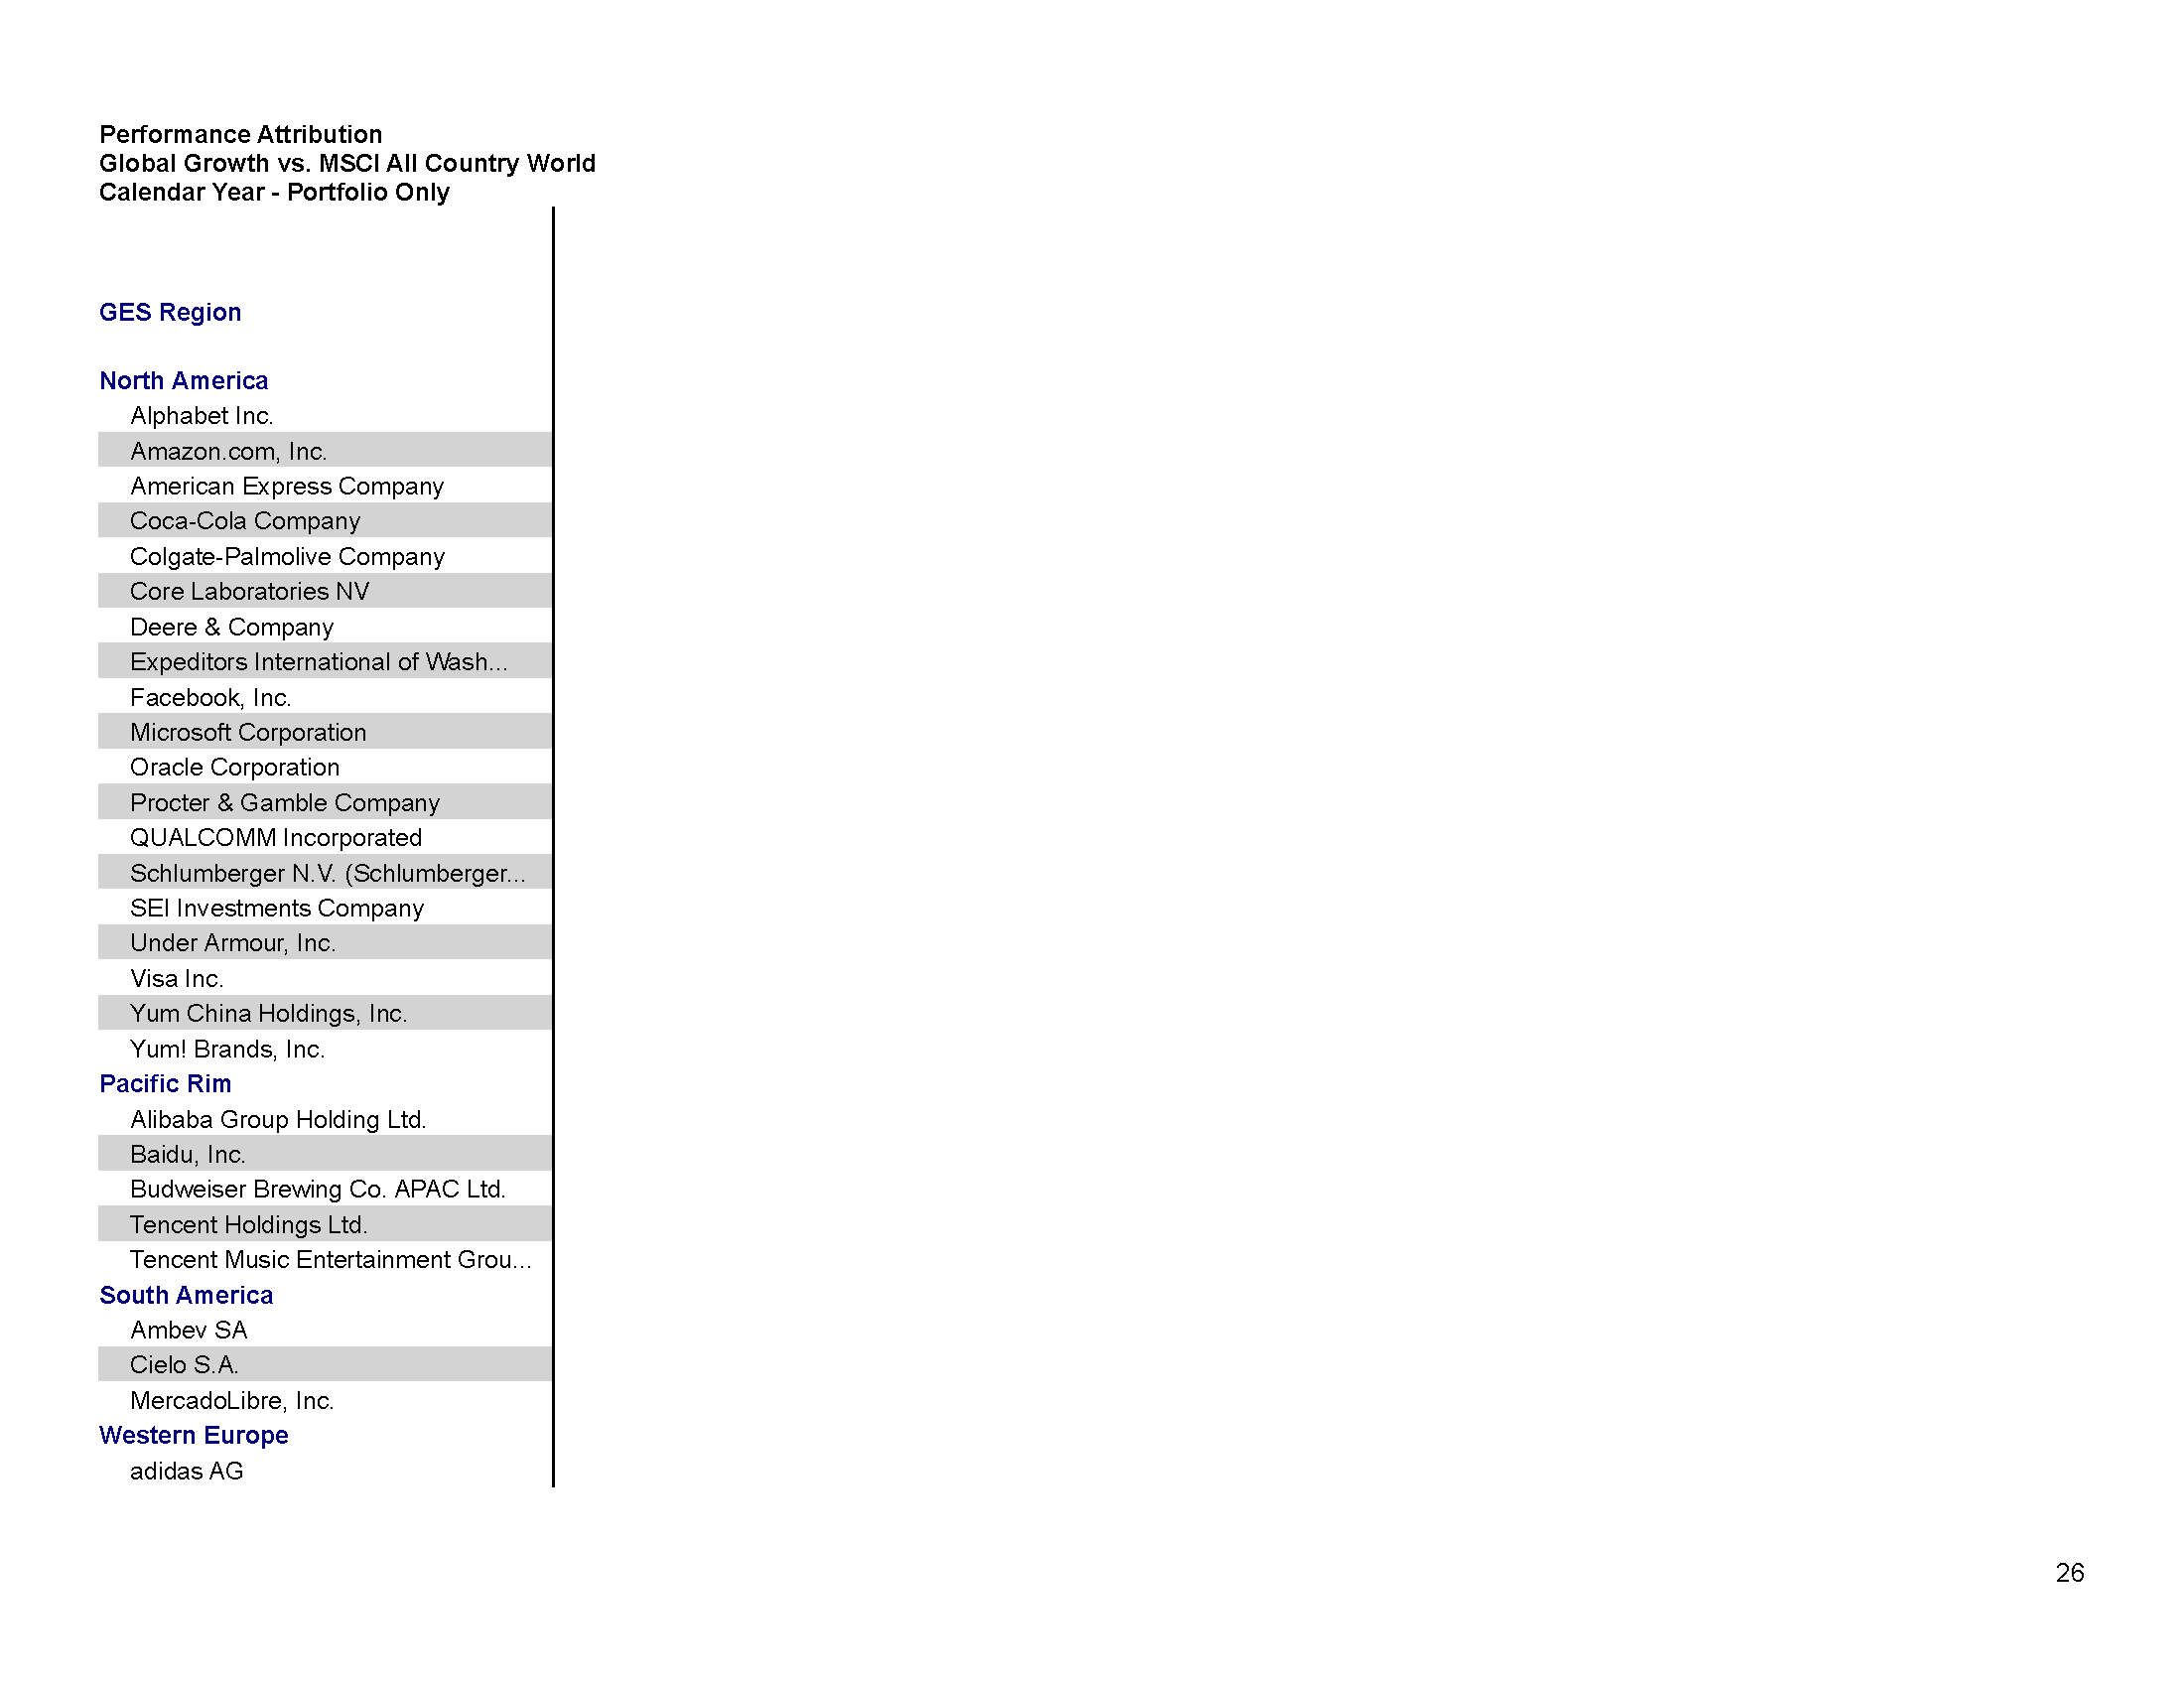 Performance Attribution
Global Growth vs. MSCI All Country World
Calendar Year - Portfolio Only
GES Region
North America
Alphabet Inc.
Amazon.com, Inc.
American Express Company
Coca-Cola Company
Colgate-Palmolive Company
Core Laboratories NV
Deere & Company
Expeditors International of Wash...
Facebook, Inc.
Microsoft Corporation
Oracle Corporation
Procter & Gamble Company
QUALCOMM Incorporated
Schlumberger N.V. (Schlumberger...
SEI Investments Company
Under Armour, Inc.
Visa Inc.
Yum China Holdings, Inc.
Yum! Brands, Inc.
Pacific Rim
Alibaba Group Holding Ltd.
Baidu, Inc.
Budweiser Brewing Co. APAC Ltd.
Tencent Holdings Ltd.
Tencent Music Entertainment Grou...
South America
Ambev SA
Cielo S.A.
MercadoLibre, Inc.
Western Europe
adidas AG
26